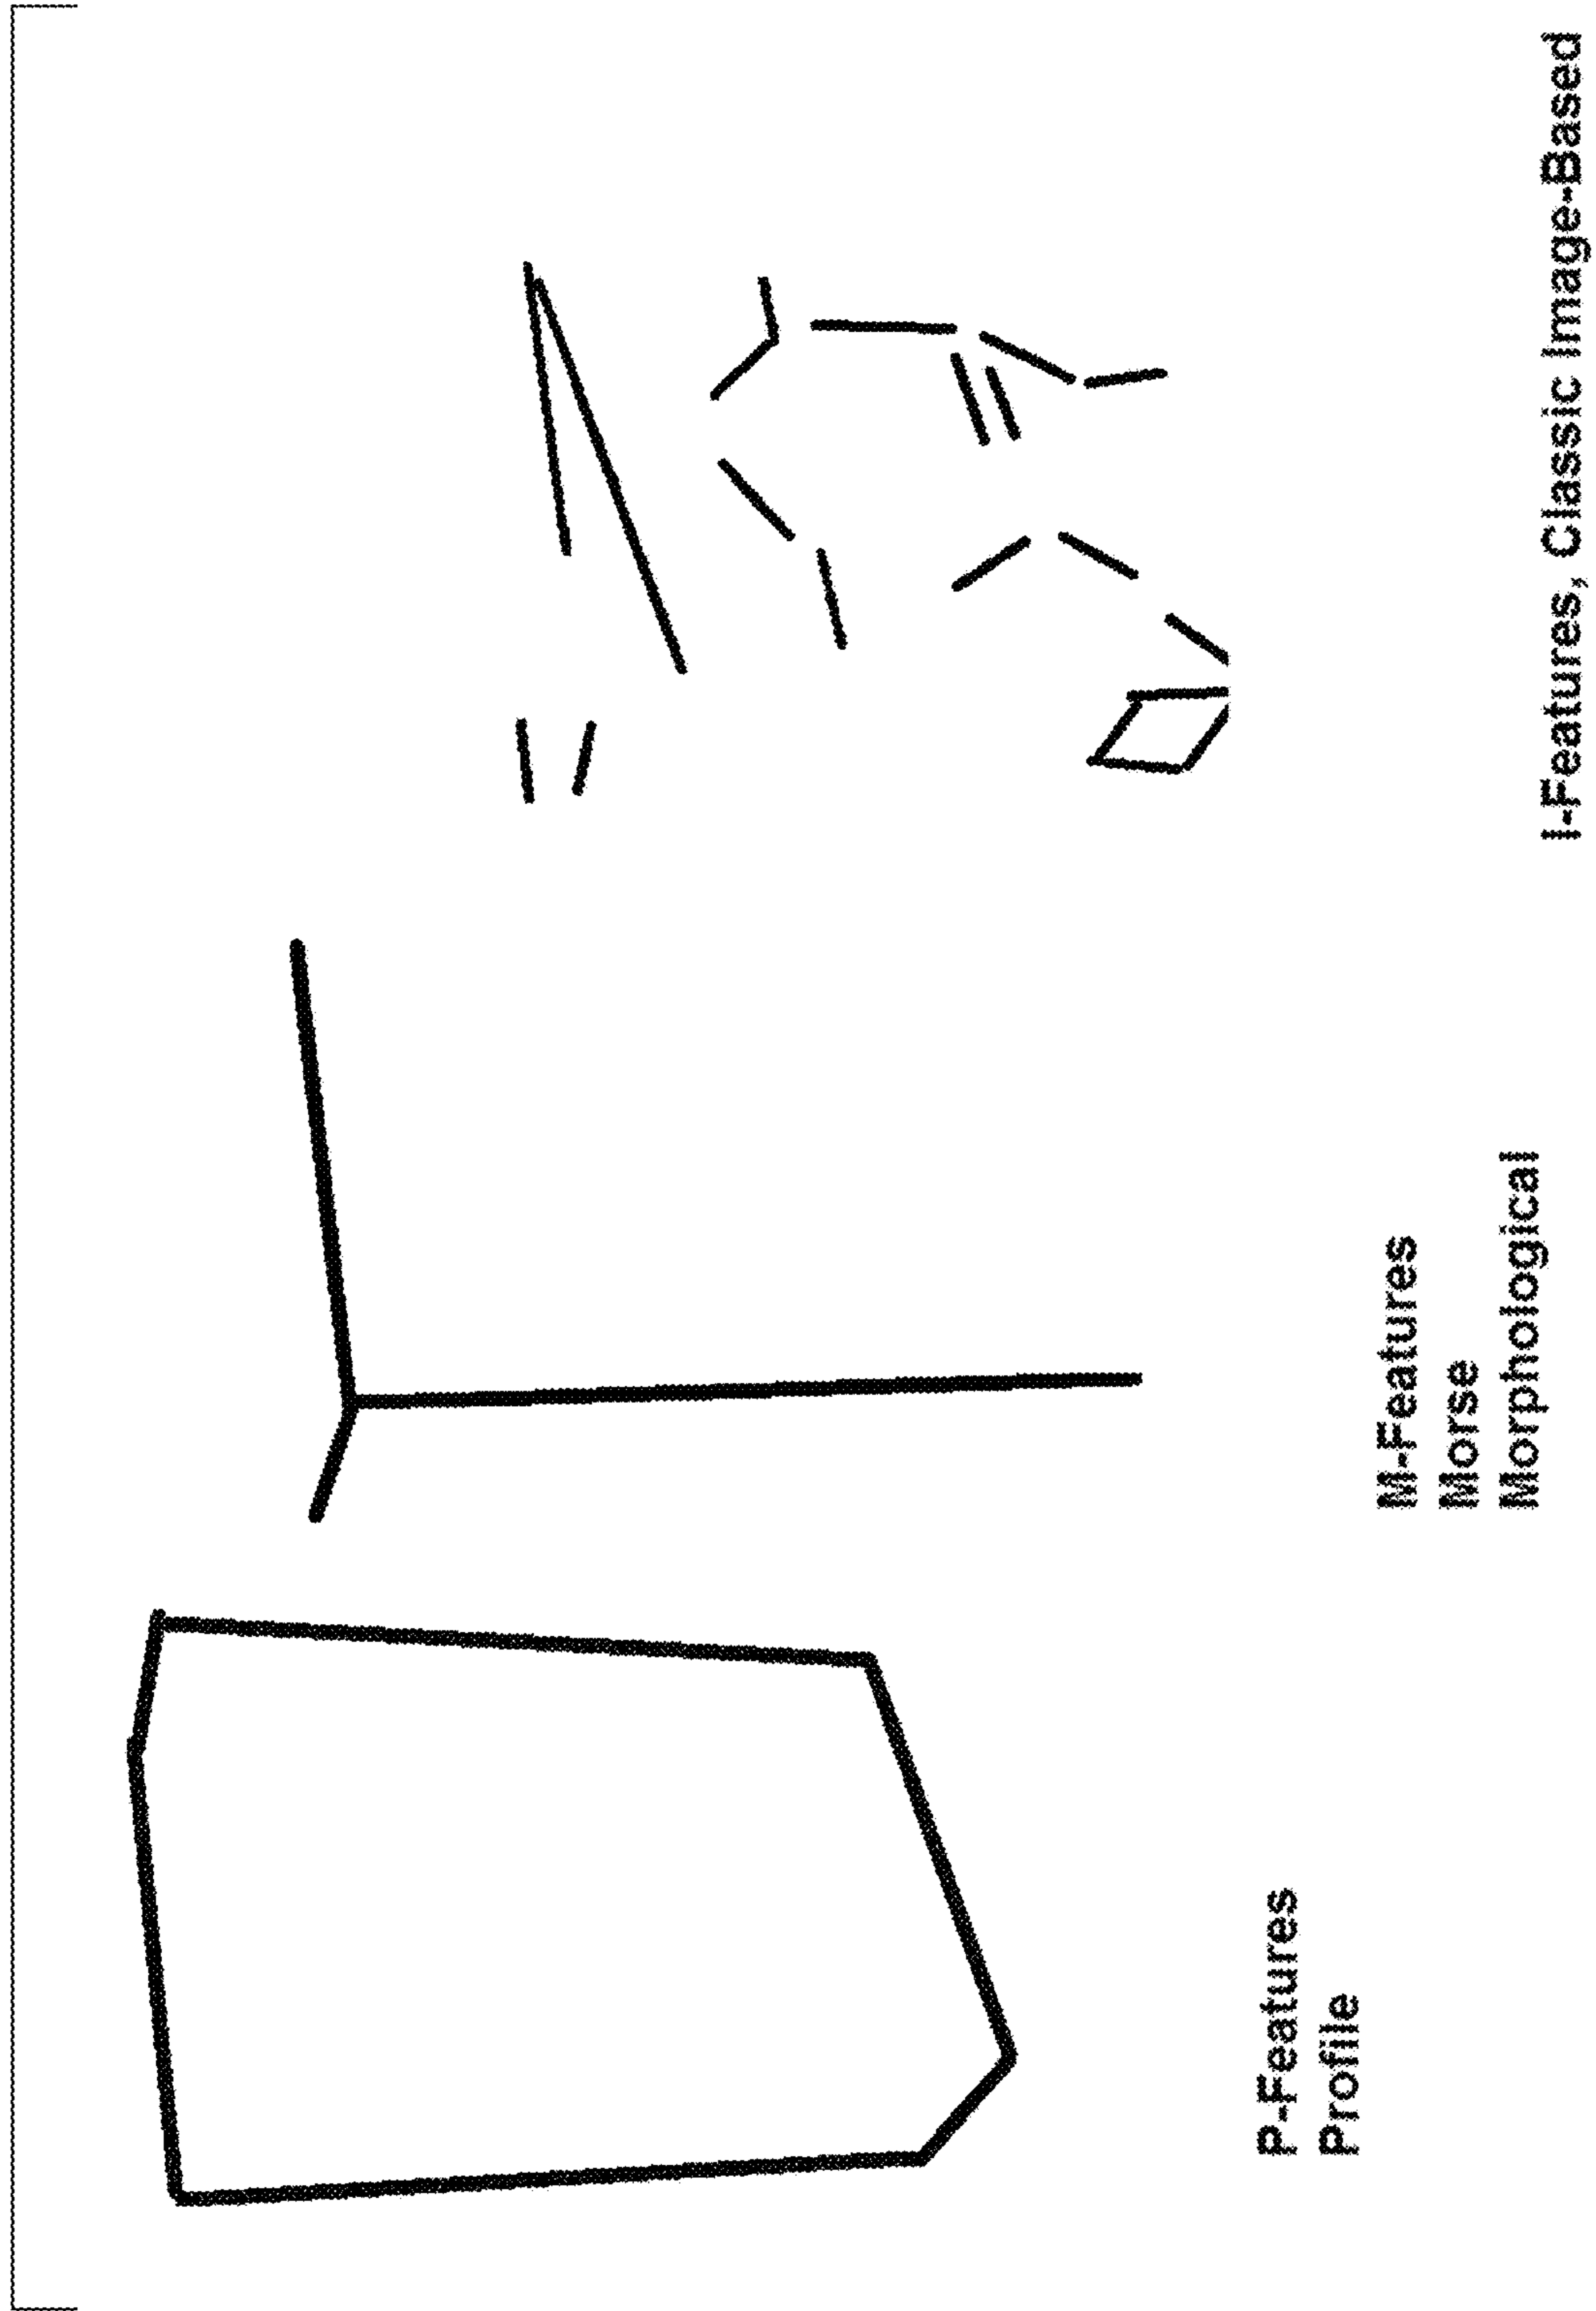 P-Features
Profile
M-Features
Morse
Morphological
I-Features, Classic Image-Based